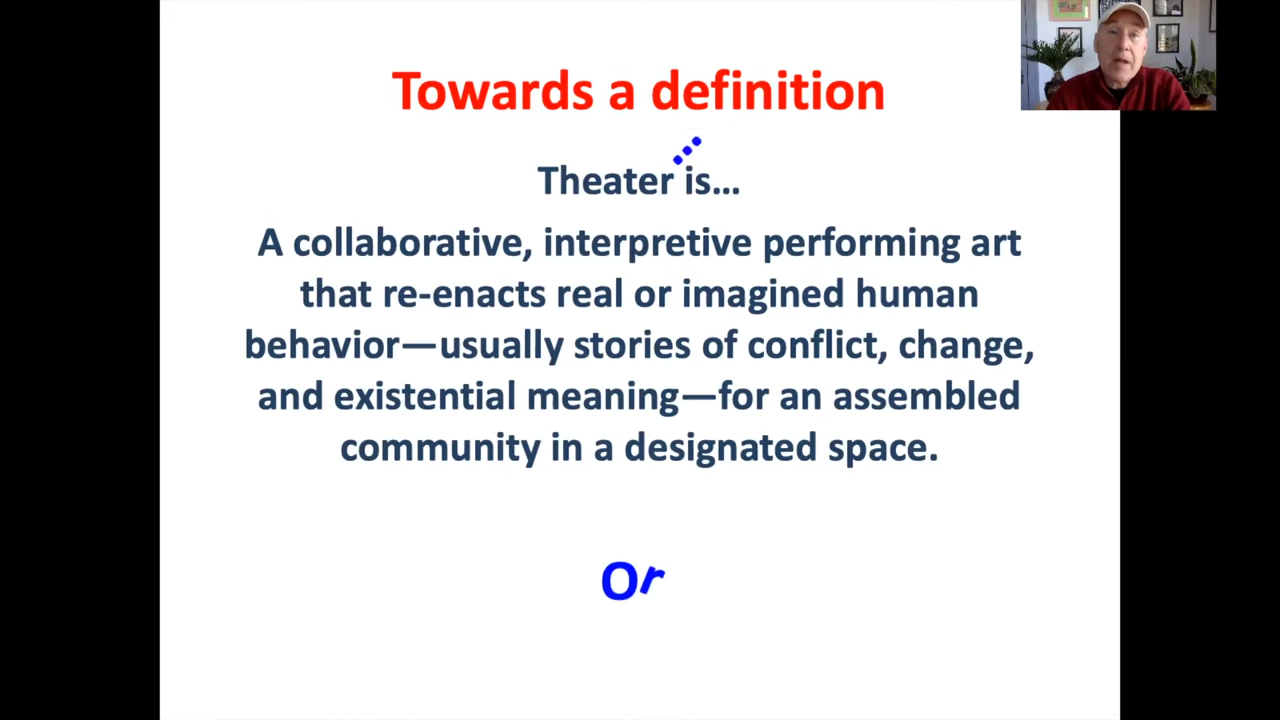 Towards a definition
Theater is…
A collaborative, interpretive performing art
that re-enacts real or imagined human
behavior—usually stories of conflict, change,
and existential meaning—for an assembled
community in a designated space.
Or
...